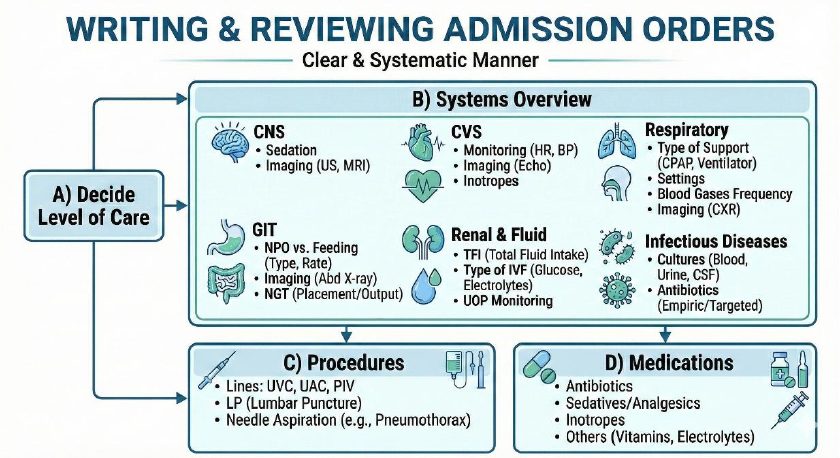 WRITING & REVIEWING ADMISSION ORDERS
Clear & Systematic Manner
A) Decide
Level of Care
B) Systems Overview
CNS
• Sedation
• Imaging (US, MRI)
CVS
• Monitoring (HR, BP)
• Imaging (Echo)
• Inotropes
Respiratory
• Type of Support
(CPAP, Ventilator)
• Settings
• Blood Gases Frequency
• Imaging (CXR)
GIT
• NPO vs. Feeding
(Type, Rate)
• Imaging (Abd X-ray)
• NGT (Placement/Output)
Renal & Fluid
• TFI (Total Fluid Intake)
• Type of IVF (Glucose,
Electrolytes)
• UOP Monitoring
Infectious Diseases
• Cultures (Blood,
Urine, CSF)
• Antibiotics
(Empiric/Targeted)
C) Procedures
• Lines: UVC, UAC, PIV
• LP (Lumbar Puncture)
• Needle Aspiration (e.g., Pneumothorax)
D) Medications
• Antibiotics
• Sedatives/Analgesics
• Inotropes
• Others (Vitamins, Electrolytes)